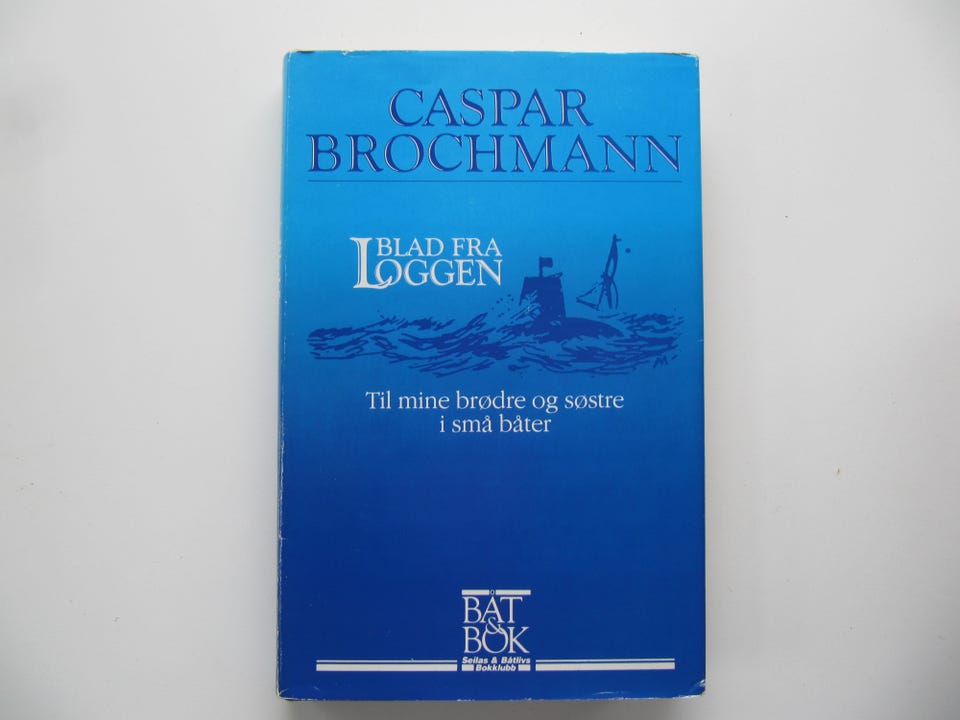 CASPAR
BROCHMANN
BLAD FRA
LOGGEN
Til mine brødre og søstre
i små båter
BÅT
&
BOK
Seilas & Båtlivs
Bokklubb